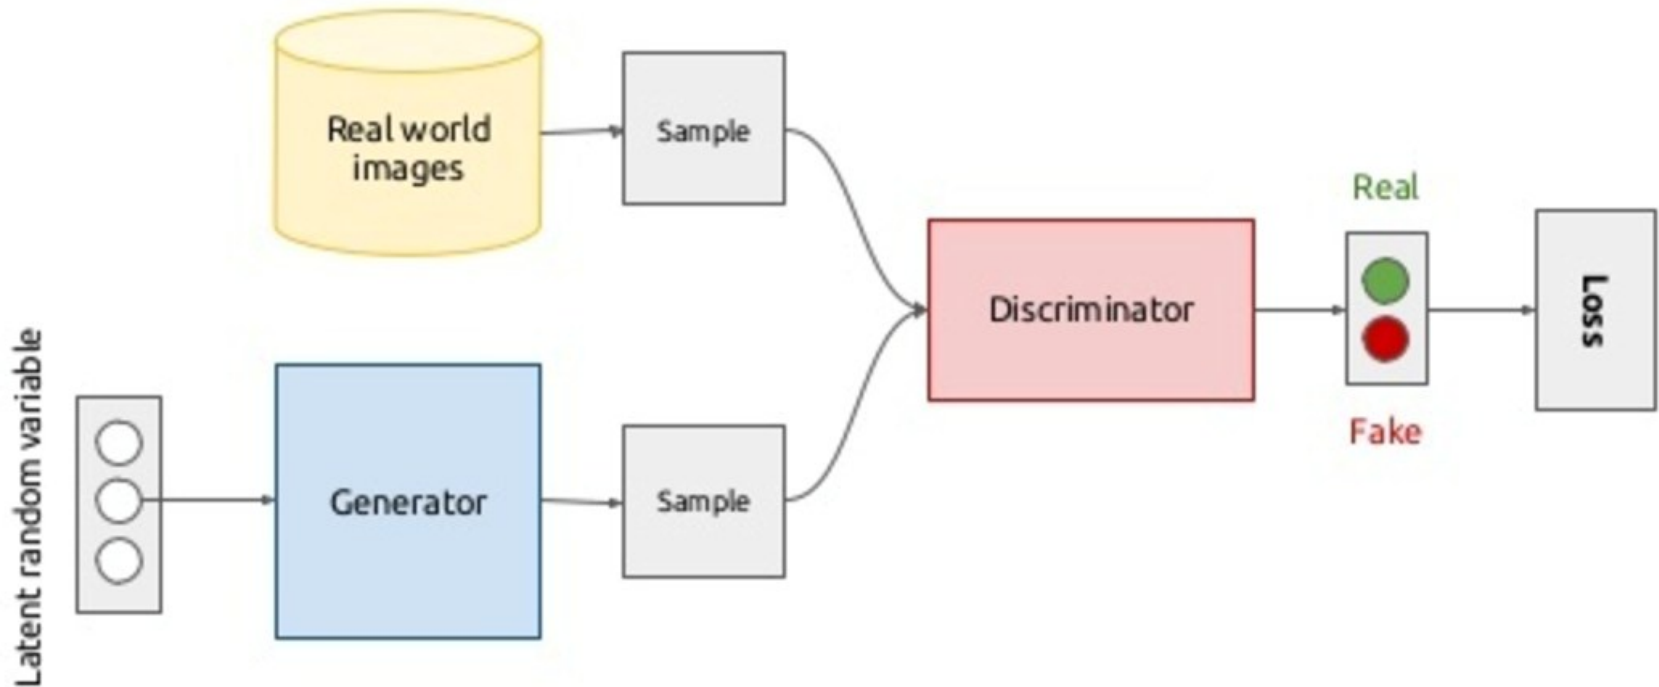 Real world
images
Sample
Real
Discriminator
Loss
Fake
Latent random variable
Generator
Sample